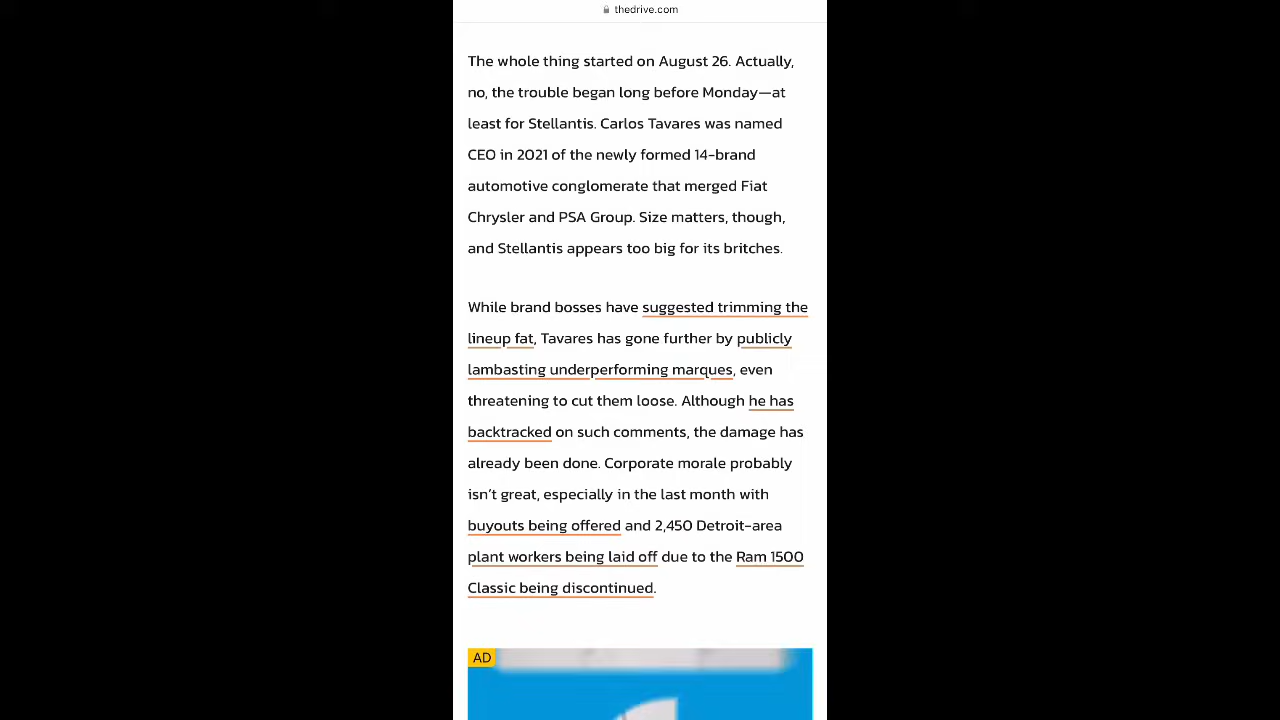 thedrive.com
The whole thing started on August 26. Actually,
no, the trouble began long before Monday—at
least for Stellantis. Carlos Tavares was named
CEO in 2021 of the newly formed 14-brand
automotive conglomerate that merged Fiat
Chrysler and PSA Group. Size matters, though,
and Stellantis appears too big for its britches.
While brand bosses have suggested trimming the
lineup fat, Tavares has gone further by publicly
lambasting underperforming marques, even
threatening to cut them loose. Although he has
backtracked on such comments, the damage has
already been done. Corporate morale probably
isn’t great, especially in the last month with
buyouts being offered and 2,450 Detroit-area
plant workers being laid off due to the Ram 1500
Classic being discontinued.
AD